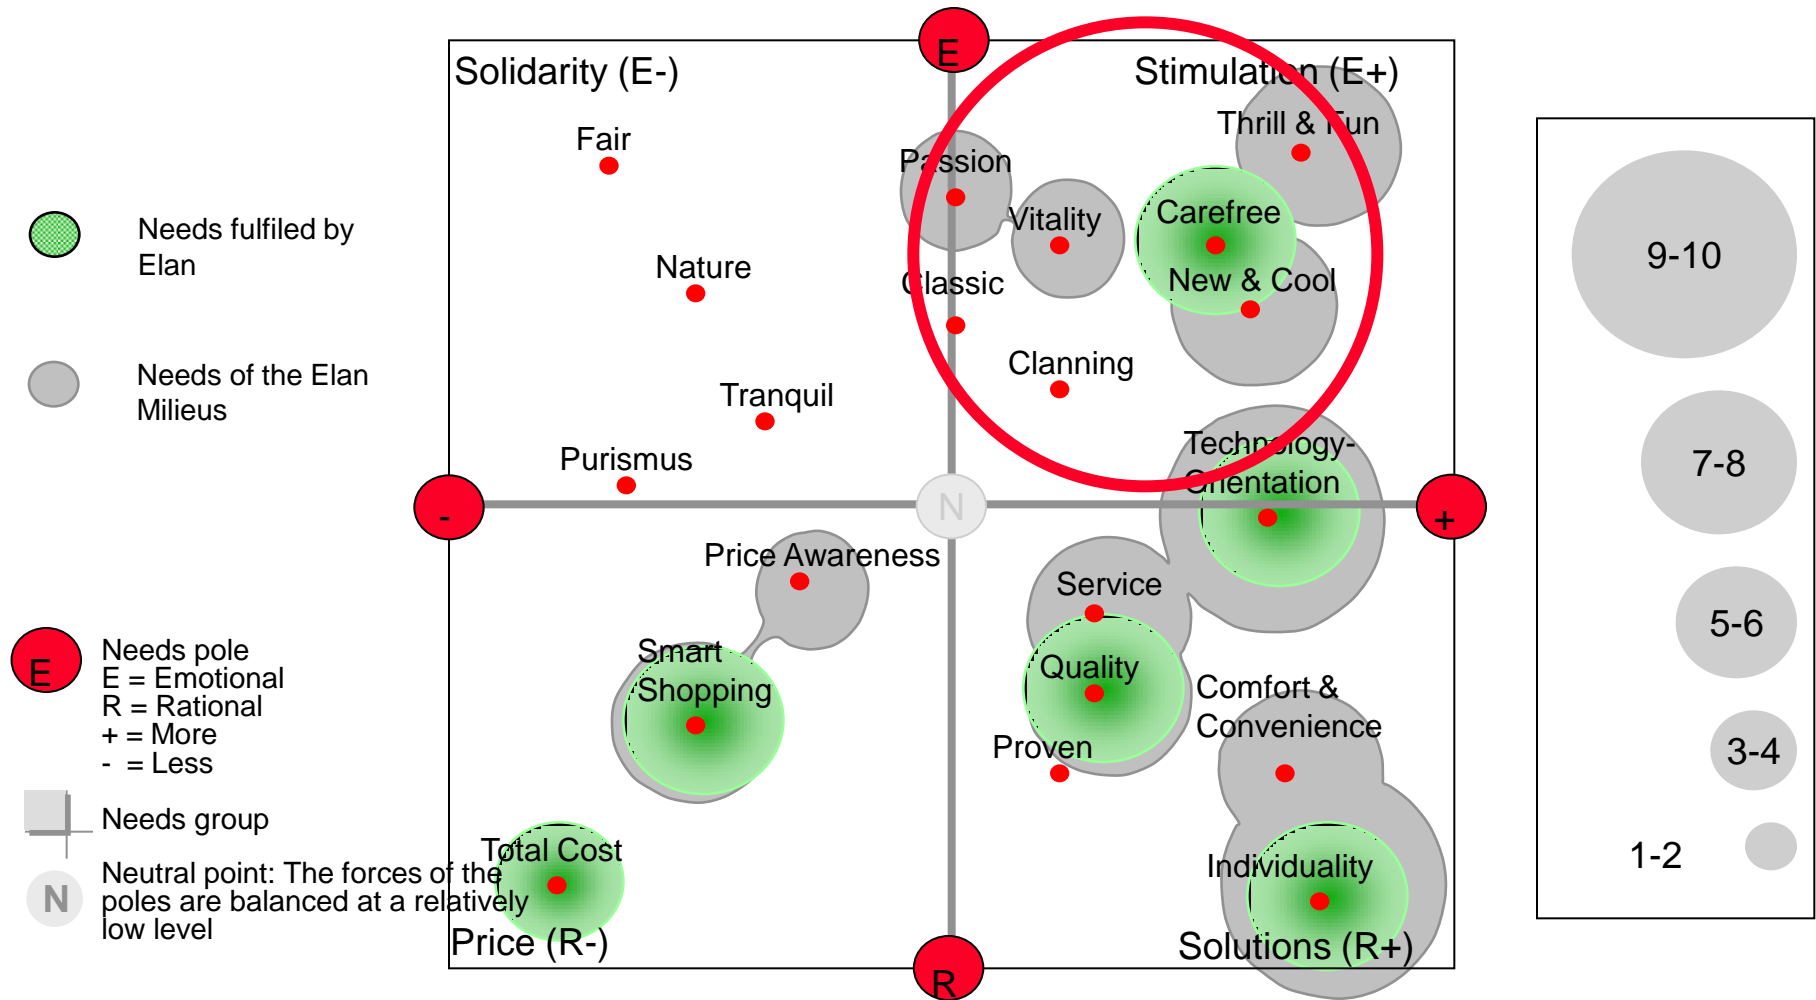 E
Solidarity (E-)
Stimulation (E+)
Thrill & Fun
Fair
Passion
Vitality
Carefree
Needs fulfiled by
Elan
Nature
Classic
New & Cool
9-10
Needs of the Elan
Milieus
Clanning
Tranquil
Technology-
Orientation
7-8
Purismus
-
N
+
Price Awareness
Service
5-6
E
Needs pole
E = Emotional
R = Rational
+ = More
- = Less
Smart
Shopping
Quality
Comfort &
Convenience
Proven
3-4
Needs group
Total Cost
Individuality
1-2
N
Neutral point: The forces of the
poles are balanced at a relatively
low level
Price (R-)
Solutions (R+)
R